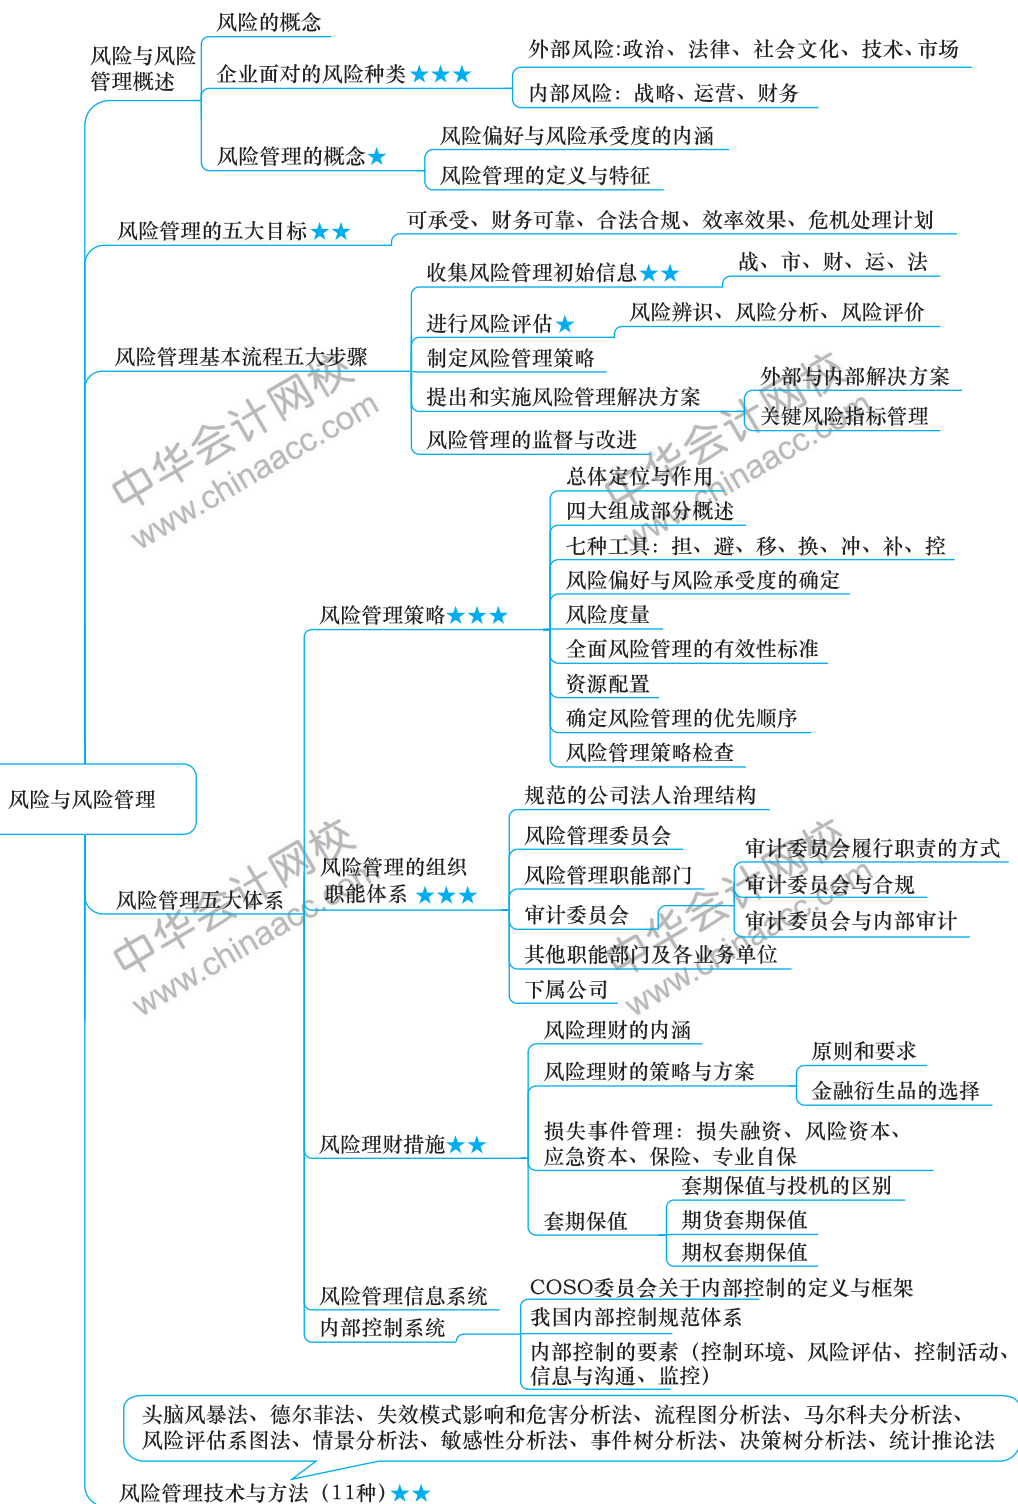 风险的概念
风险与风险
管理概述
企业面对的风险种类★★★
外部风险:政治、法律、社会文化、技术、市场
内部风险：战略、运营、财务
风险管理的概念★
风险偏好与风险承受度的内涵
风险管理的定义与特征
风险管理的五大目标★★
可承受、财务可靠、合法合规、效率效果、危机处理计划
收集风险管理初始信息★★
战、市、财、运、法
进行风险评估★
风险辨识、风险分析、风险评价
风险管理基本流程五大步骤
制定风险管理策略
提出和实施风险管理解决方案
外部与内部解决方案
关键风险指标管理
风险管理的监督与改进
中华会计网校
www.chinaacc.com
中华会计网校
www.chinaacc.com
总体定位与作用
四大组成部分概述
七种工具：担、避、移、换、冲、补、控
风险偏好与风险承受度的确定
风险管理策略★★★
风险度量
全面风险管理的有效性标准
资源配置
确定风险管理的优先顺序
风险管理策略检查
风险与风险管理
规范的公司法人治理结构
风险管理委员会
风险管理的组织
职能体系 ★★★
风险管理职能部门
风险管理五大体系
审计委员会
审计委员会履行职责的方式
审计委员会与合规
审计委员会与内部审计
其他职能部门及各业务单位
下属公司
中华会计网校
www.chinaacc.com
中华会计网校
www.chinaacc.com
风险理财的内涵
风险理财的策略与方案
原则和要求
金融衍生品的选择
风险理财措施★★
损失事件管理：损失融资、风险资本、
应急资本、保险、专业自保
套期保值
套期保值与投机的区别
期货套期保值
期权套期保值
风险管理信息系统
内部控制系统
COSO委员会关于内部控制的定义与框架
我国内部控制规范体系
内部控制的要素（控制环境、风险评估、控制活动、
信息与沟通、监控）
头脑风暴法、德尔菲法、失效模式影响和危害分析法、流程图分析法、马尔科夫分析法、
风险评估系图法、情景分析法、敏感性分析法、事件树分析法、决策树分析法、统计推论法
风险管理技术与方法（11种）★★